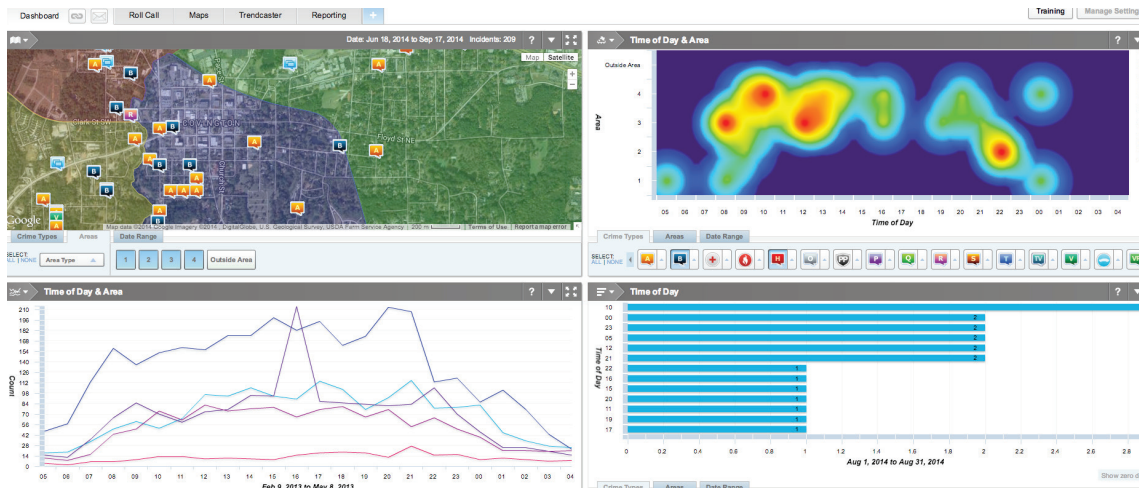 Dashboard
Roll Call
Maps
Trendcaster
Reporting
+
Training
Manage Setting
Date: Jun 18, 2014 to Sep 17, 2014 Incidents: 209 ?
Map Satellite
Clark St SW
COVINGTON
Floyd St NE
Church St
Google
Map data ©2014 Google Imagery ©2014 , DigitalGlobe, U.S. Geological Survey, USDA Farm Service Agency 200 m Terms of Use Report a map error
Crime Types Areas Date Range
SELECT:
ALL | NONE
Area Type
1 2 3 4 Outside Area
Time of Day & Area ?
Outside Area
4
3
2
1
Area
05 06 07 08 09 10 11 12 13 14 15 16 17 18 19 20 21 22 23 00 01 02 03 04
Time of Day
Crime Types Areas Date Range
SELECT:
ALL | NONE
A B H O PP P Q R S T TV V VR
Time of Day & Area ?
210
196
182
168
154
140
126
112
98
84
70
56
42
28
14
0
Count
05 06 07 08 09 10 11 12 13 14 15 16 17 18 19 20 21 22 23 00 01 02 03 04
Feb 9, 2013 to May 8, 2013
Time of Day ?
Time of Day
10
00 2
23 2
05 2
12 2
21 2
22 1
16 1
15 1
20 1
11 1
19 1
17 1
0 0.2 0.4 0.6 0.8 1 1.2 1.4 1.6 1.8 2.0 2.2 2.4 2.6 2.8
Aug 1, 2014 to Aug 31, 2014
Show zero d
Crime Types Areas Date Range